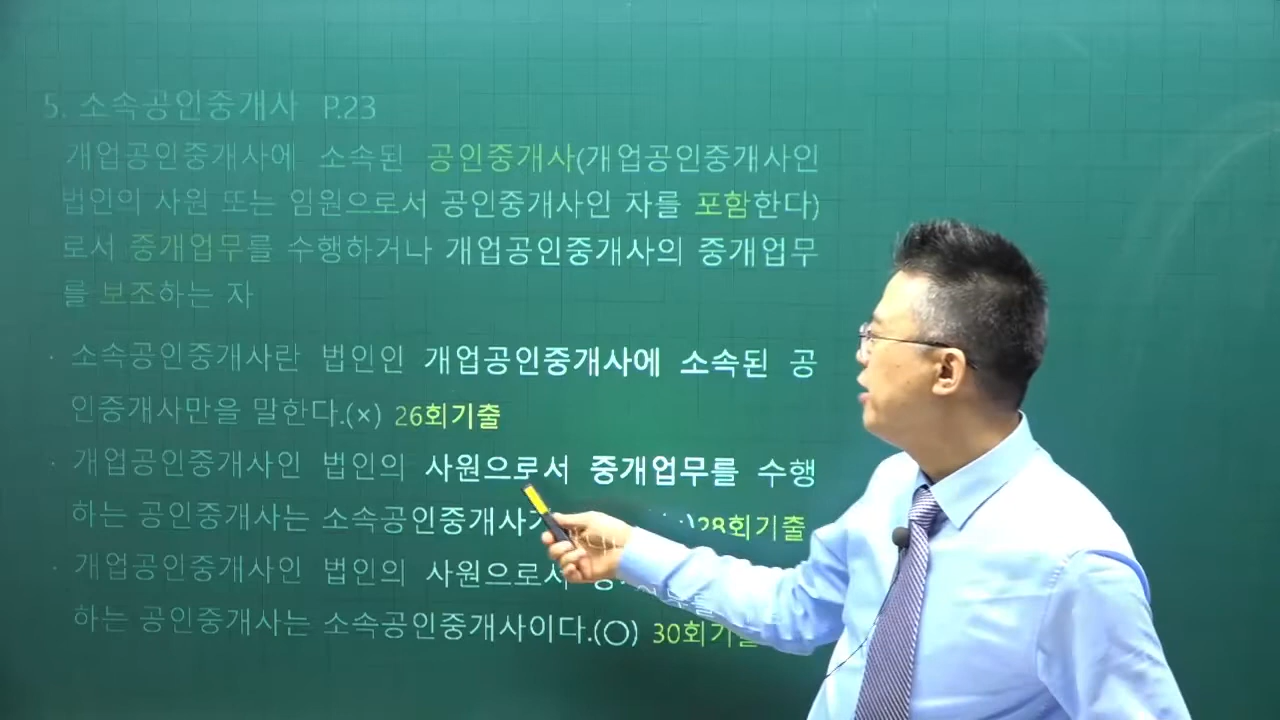 5. 소속공인중개사 P.23
개업공인중개사에 소속된 공인중개사(개업공인중개사인
법인의 사원 또는 임원으로서 공인중개사인 자를 포함한다)
로서 중개업무를 수행하거나 개업공인중개사의 중개업무
를 보조하는 자
· 소속공인중개사란 법인인 개업공인중개사에 소속된 공
인중개사만을 말한다.(×) 26회기출
· 개업공인중개사인 법인의 사원으로서 중개업무를 수행
하는 공인중개사는 소속공인중개사 28회기출
· 개업공인중개사인 법인의 사원으로서
하는 공인중개사는 소속공인중개사이다.(○) 30회기출